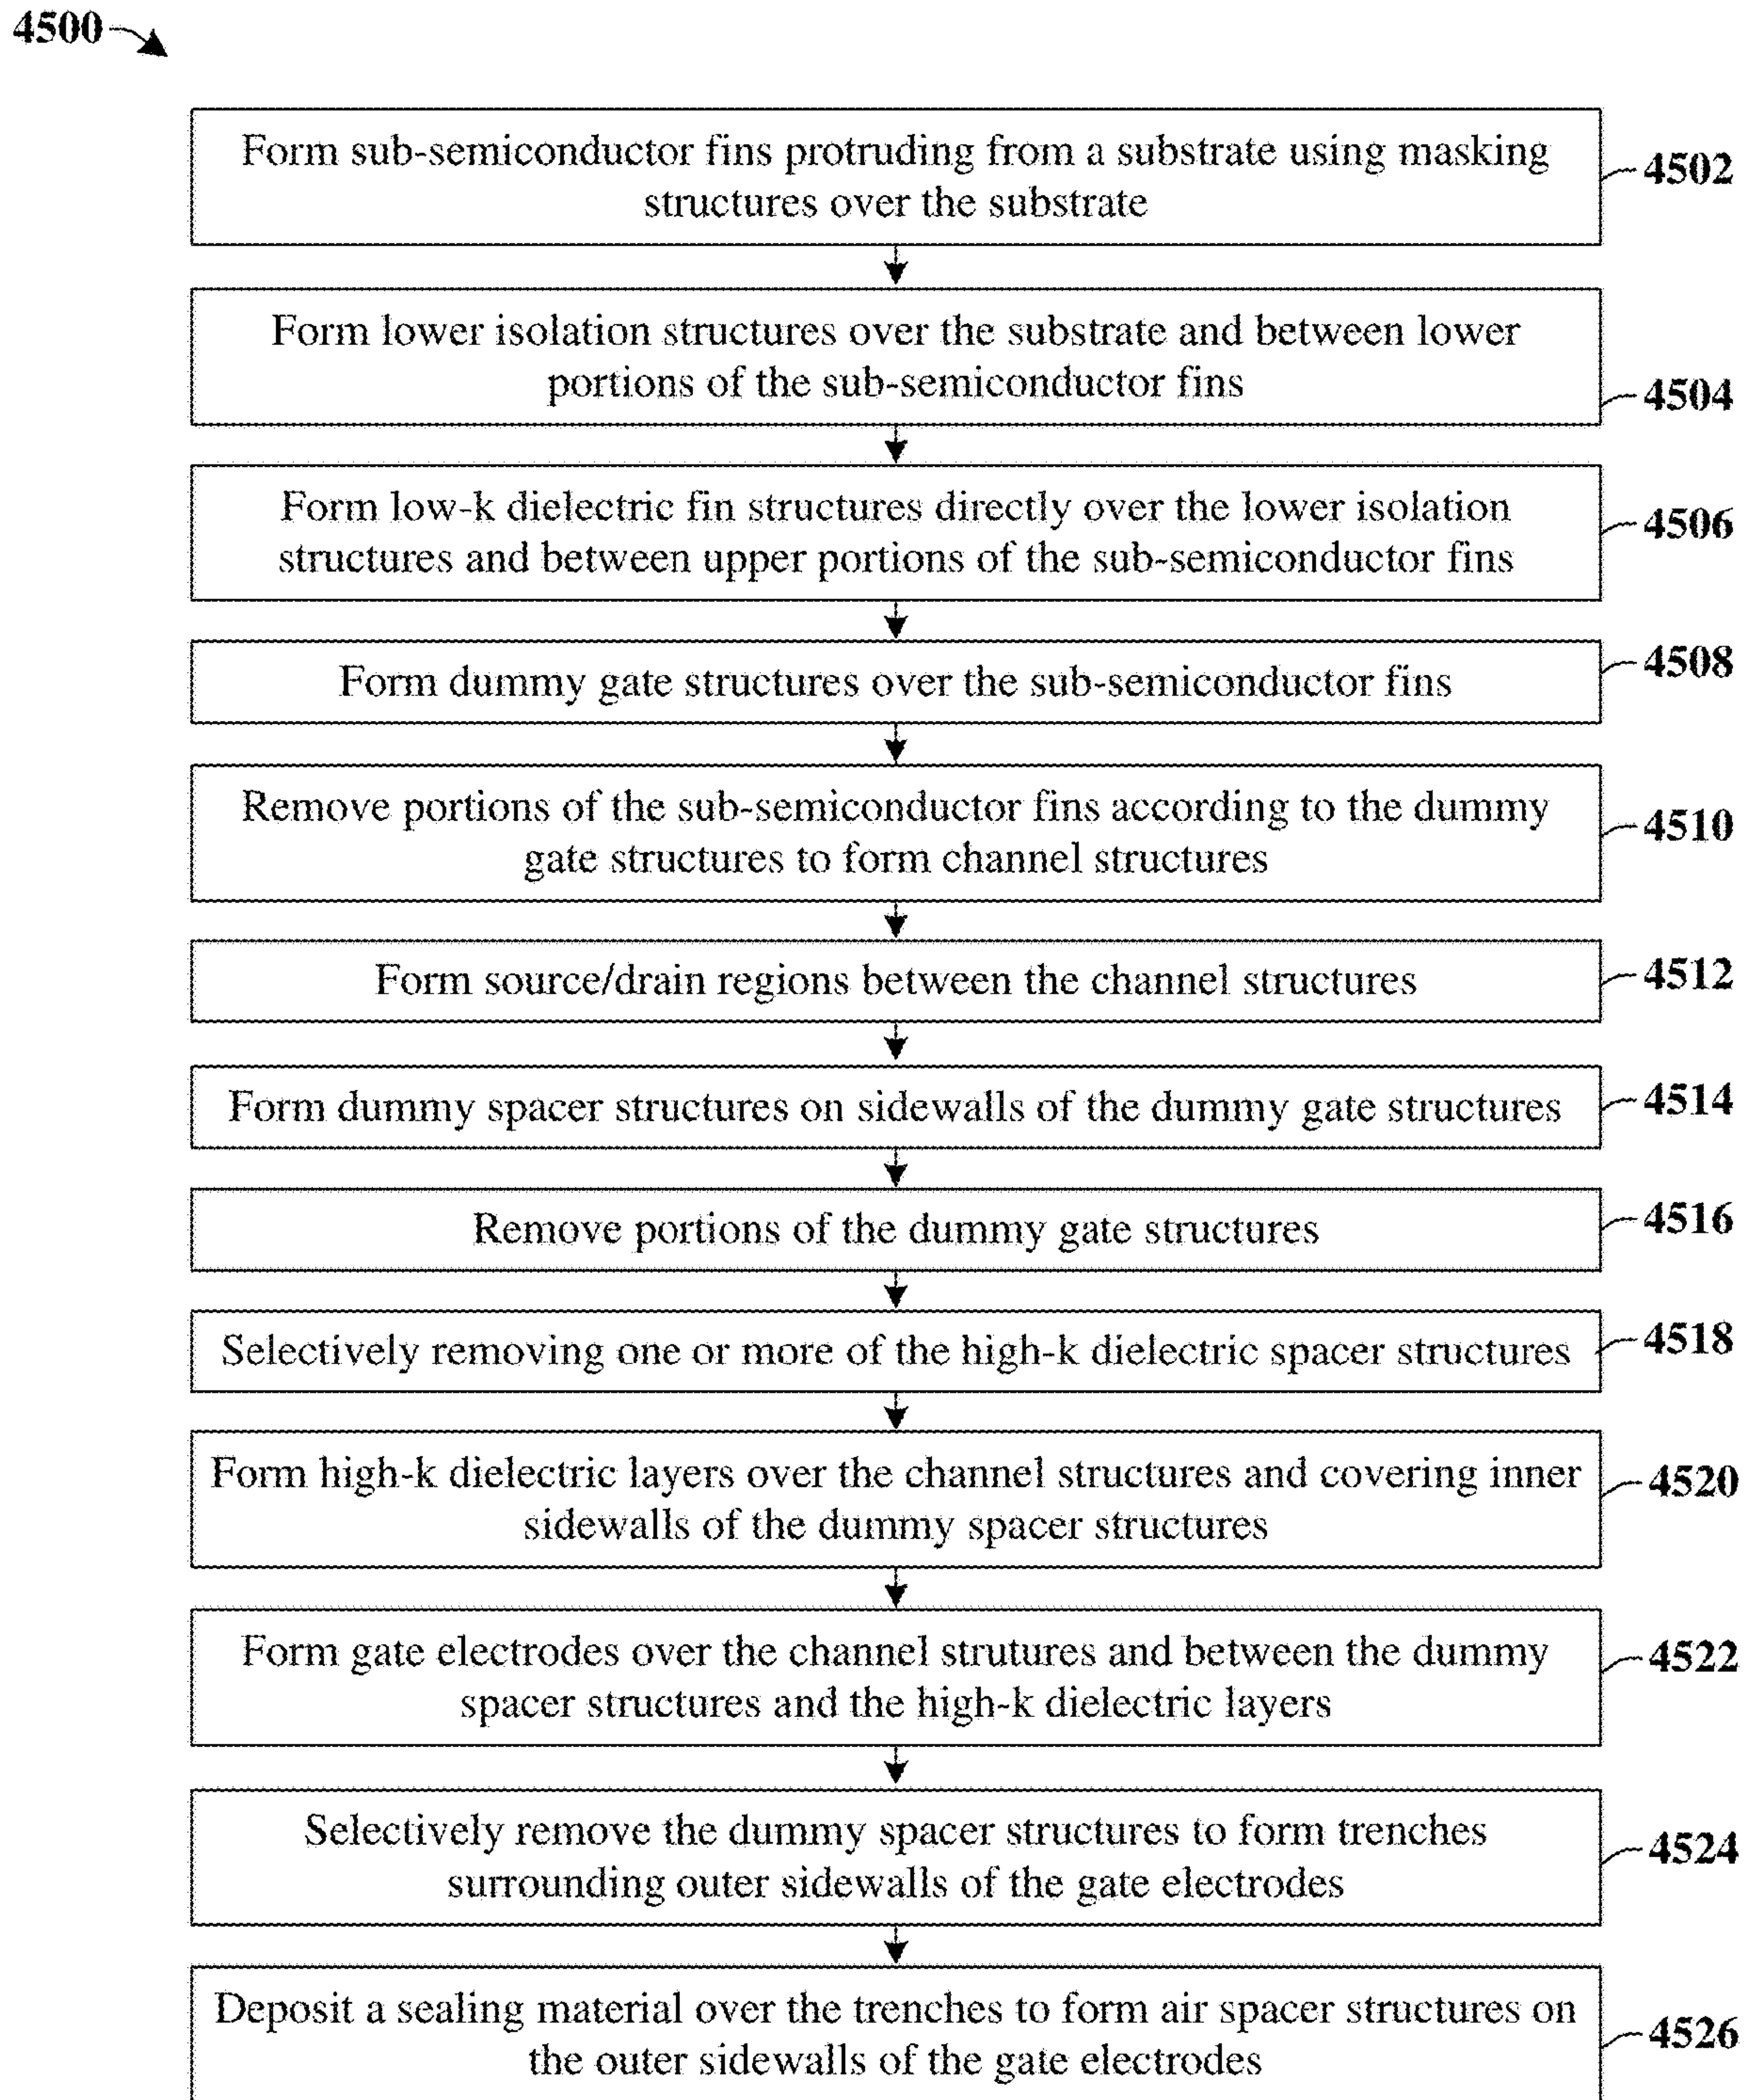 4500
Form sub-semiconductor fins protruding from a substrate using masking
structures over the substrate
4502
Form lower isolation structures over the substrate and between lower
portions of the sub-semiconductor fins
4504
Form low-k dielectric fin structures directly over the lower isolation
structures and between upper portions of the sub-semiconductor fins
4506
Form dummy gate structures over the sub-semiconductor fins
4508
Remove portions of the sub-semiconductor fins according to the dummy
gate structures to form channel structures
4510
Form source/drain regions between the channel structures
4512
Form dummy spacer structures on sidewalls of the dummy gate structures
4514
Remove portions of the dummy gate structures
4516
Selectively removing one or more of the high-k dielectric spacer structures
4518
Form high-k dielectric layers over the channel structures and covering inner
sidewalls of the dummy spacer structures
4520
Form gate electrodes over the channel strutures and between the dummy
spacer structures and the high-k dielectric layers
4522
Selectively remove the dummy spacer structures to form trenches
surrounding outer sidewalls of the gate electrodes
4524
Deposit a sealing material over the trenches to form air spacer structures on
the outer sidewalls of the gate electrodes
4526